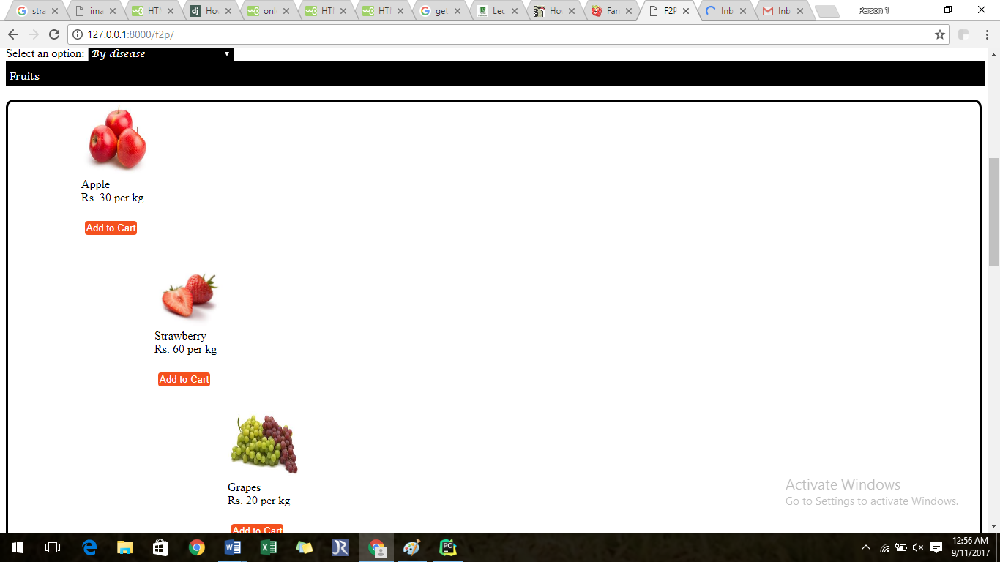 stra
ima
HTI
Hov
onli
HTI
HTI
get
Lec
Hov
Farr
F2P
Inb
Inb
Person 1
127.0.0.1:8000/f2p/
Select an option: By disease
Fruits
Apple
Rs. 30 per kg
Add to Cart
Strawberry
Rs. 60 per kg
Add to Cart
Grapes
Rs. 20 per kg
Add to Cart
Activate Windows
Go to Settings to activate Windows.
12:56 AM
9/11/2017